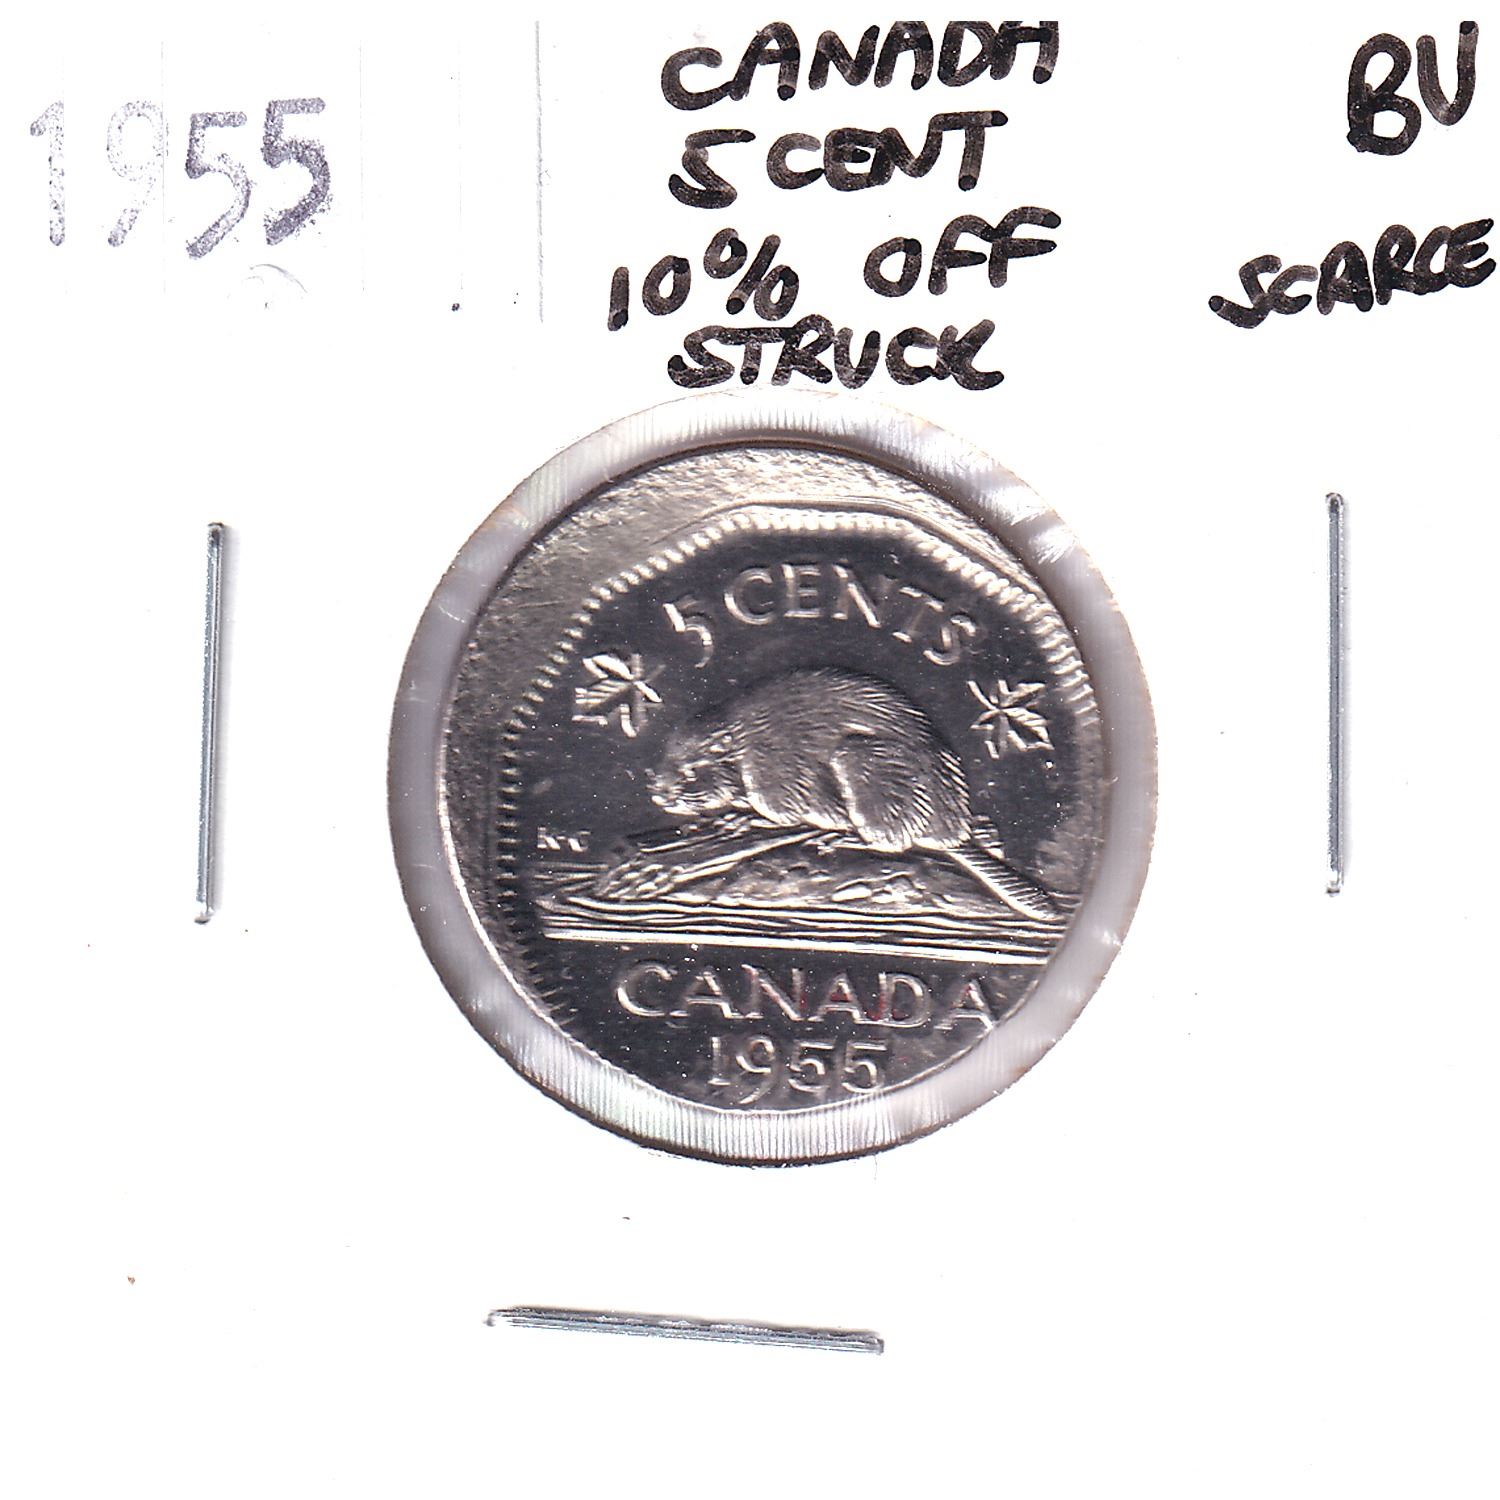 1955
CANADA
5 CENT
10% OFF
STRUCK
BU
SCARCE
5 CENTS
K·G
CANADA
1955